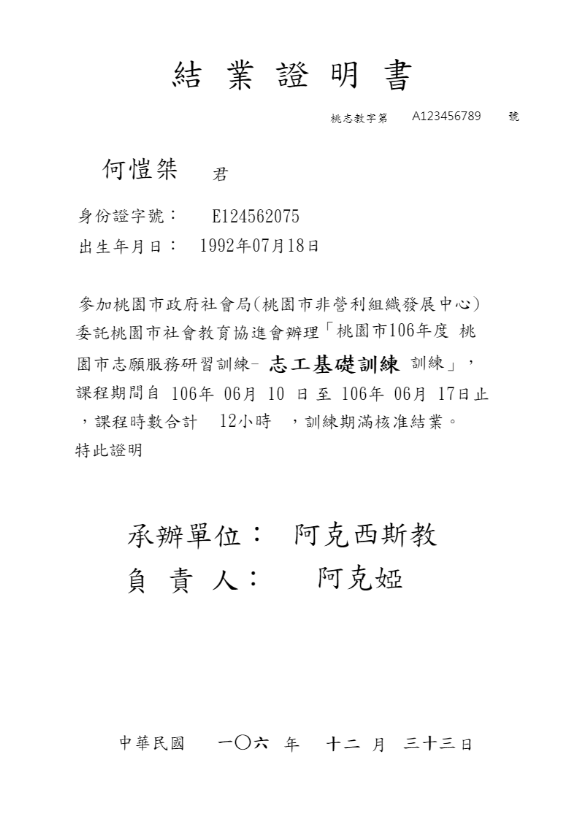 結業證明書
桃志教字第 A123456789 號
何愷桀 君
身份證字號： E124562075
出生年月日： 1992年07月18日
參加桃園市政府社會局(桃園市非營利組織發展中心)
委託桃園市社會教育協進會辦理「桃園市106年度 桃
園市志願服務研習訓練- 志工基礎訓練 訓練」，
課程期間自 106年 06月 10 日 至 106年 06月 17日止
，課程時數合計 12小時 ，訓練期滿核准結業。
特此證明
承辦單位： 阿克西斯教
負 責 人： 阿克婭
中華民國 一〇六 年 十二 月 三十三日